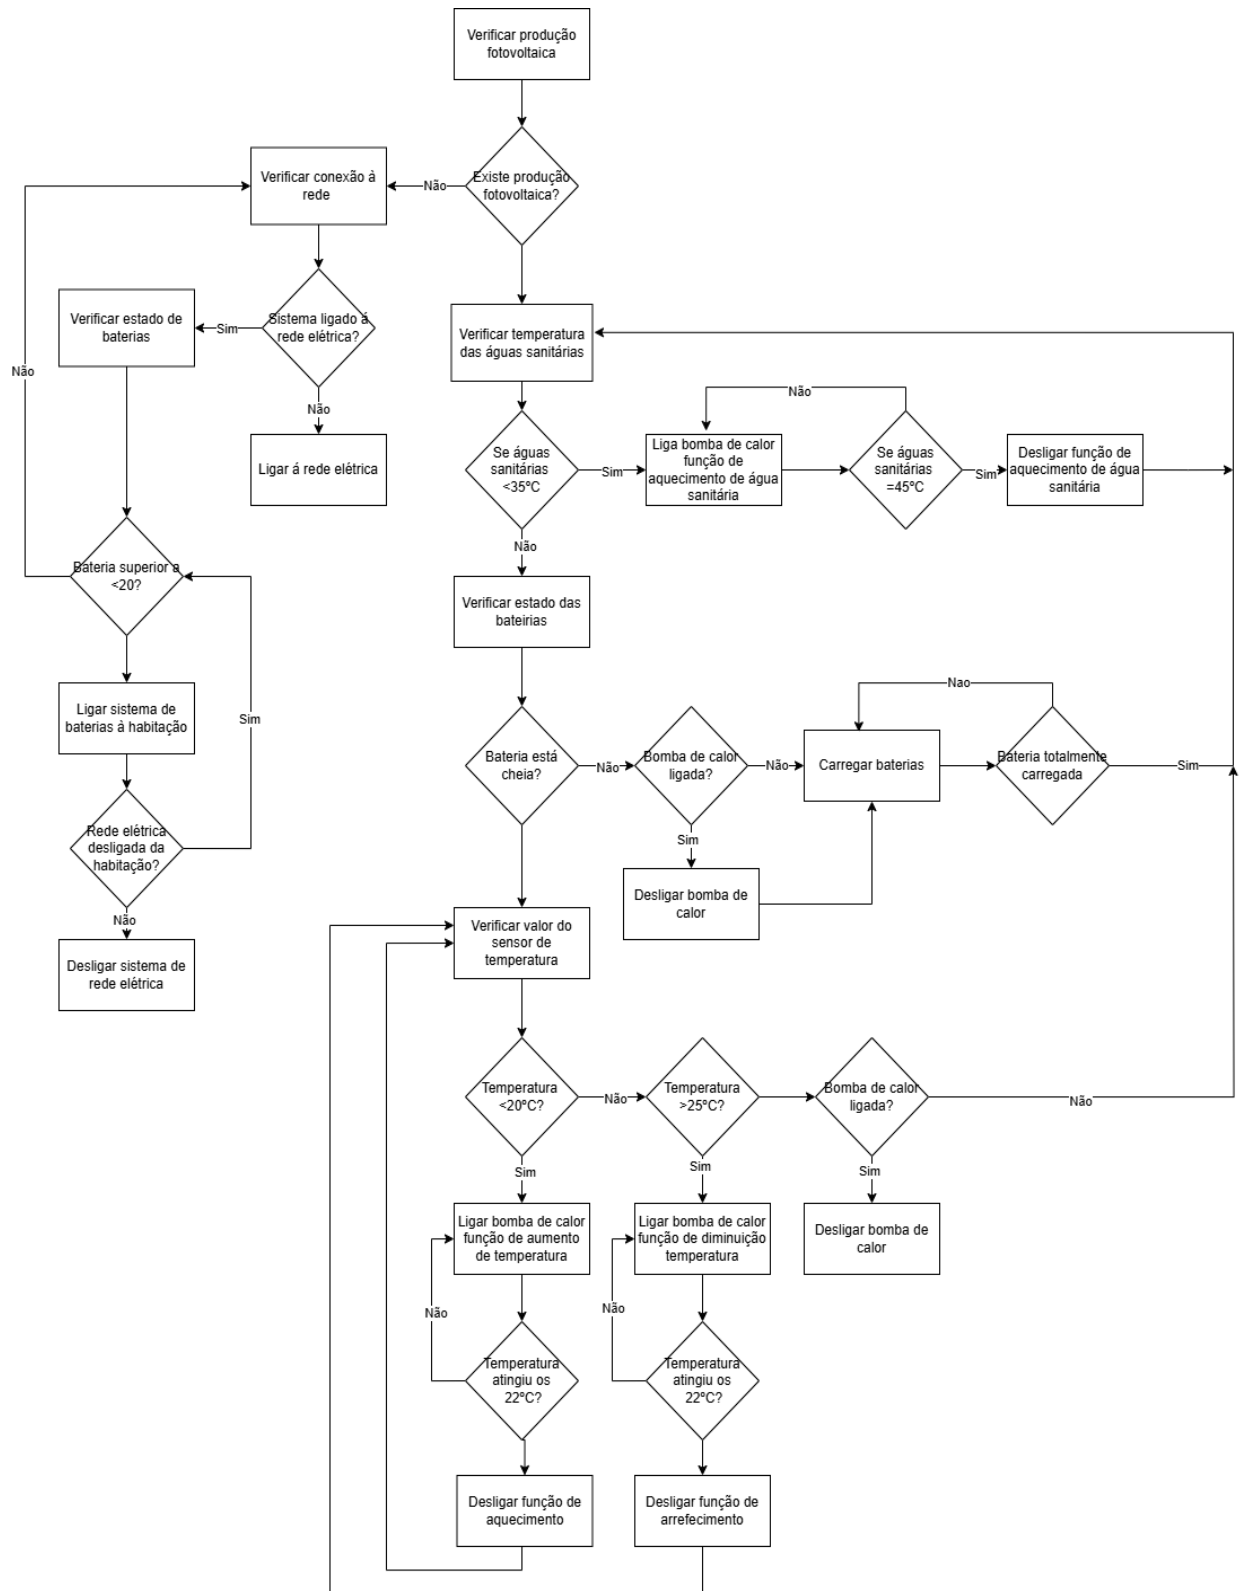 Verificar produção
fotovoltaica
Existe produção
fotovoltaica?
Não
Verificar conexão à
rede
Sistema ligado á
rede elétrica?
Sim
Verificar estado de
baterias
Não
Ligar á rede elétrica
Não
Bateria superior a
<20?
Ligar sistema de
baterias à habitação
Sim
Rede elétrica
desligada da
habitação?
Não
Desligar sistema de
rede elétrica
Verificar temperatura
das águas sanitárias
Se águas
sanitárias
<35ºC
Sim
Liga bomba de calor
função de
aquecimento de água
sanitária
Não
Se águas
sanitárias
=45ºC
Sim
Desligar função de
aquecimento de água
sanitária
Não
Verificar estado das
bateirias
Bateria está
cheia?
Não
Bomba de calor
ligada?
Não
Carregar baterias
Nao
Bateria totalmente
carregada
Sim
Sim
Desligar bomba de
calor
Verificar valor do
sensor de
temperatura
Temperatura
<20ºC?
Não
Temperatura
>25ºC?
Bomba de calor
ligada?
Não
Sim
Sim
Sim
Ligar bomba de calor
função de aumento
de temperatura
Ligar bomba de calor
função de diminuição
temperatura
Desligar bomba de
calor
Não
Não
Temperatura
atingiu os
22ºC?
Temperatura
atingiu os
22ºC?
Desligar função de
aquecimento
Desligar função de
arrefecimento